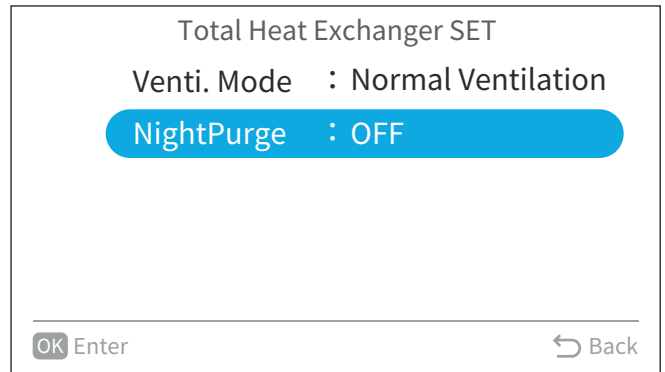 Total Heat Exchanger SET
Venti. Mode : Normal Ventilation
NightPurge : OFF
OK Enter Back